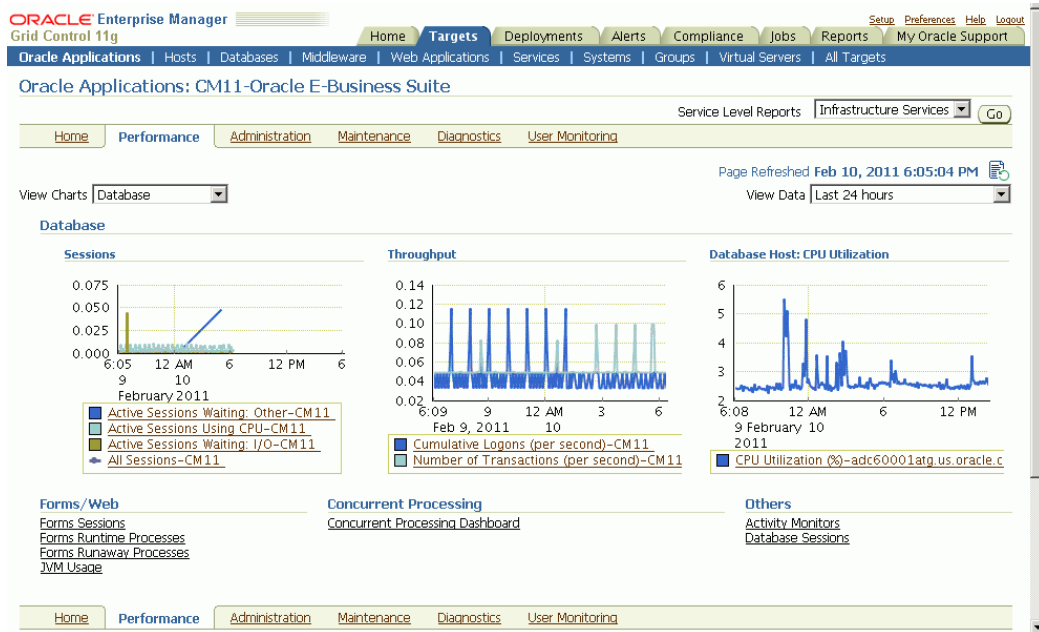 ORACLE Enterprise Manager
Setup Preferences Help Logout
Grid Control 11g
Home Targets Deployments Alerts Compliance Jobs Reports My Oracle Support
Oracle Applications | Hosts | Databases | Middleware | Web Applications | Services | Systems | Groups | Virtual Servers | All Targets
Oracle Applications: CM11-Oracle E-Business Suite
Service Level Reports Infrastructure Services Go
Home Performance Administration Maintenance Diagnostics User Monitoring
Page Refreshed Feb 10, 2011 6:05:04 PM
View Charts Database View Data Last 24 hours
Database
Sessions
0.075
0.050
0.025
0.000
6:05 12 AM 6 12 PM 6
9 10
February 2011
Active Sessions Waiting: Other-CM11
Active Sessions Using CPU-CM11
Active Sessions Waiting: I/O-CM11
All Sessions-CM11
Throughput
0.14
0.12
0.10
0.08
0.06
0.04
0.02
6:09 9 12 AM 3 6
Feb 9, 2011 10
Cumulative Logons (per second)-CM11
Number of Transactions (per second)-CM11
Database Host: CPU Utilization
6
5
4
3
2
6:08 12 AM 6 12 PM
9 February 10
2011
CPU Utilization (%)-adc60001atg.us.oracle.c
Forms/Web
Forms Sessions
Forms Runtime Processes
Forms Runaway Processes
JVM Usage
Concurrent Processing
Concurrent Processing Dashboard
Others
Activity Monitors
Database Sessions
Home Performance Administration Maintenance Diagnostics User Monitoring